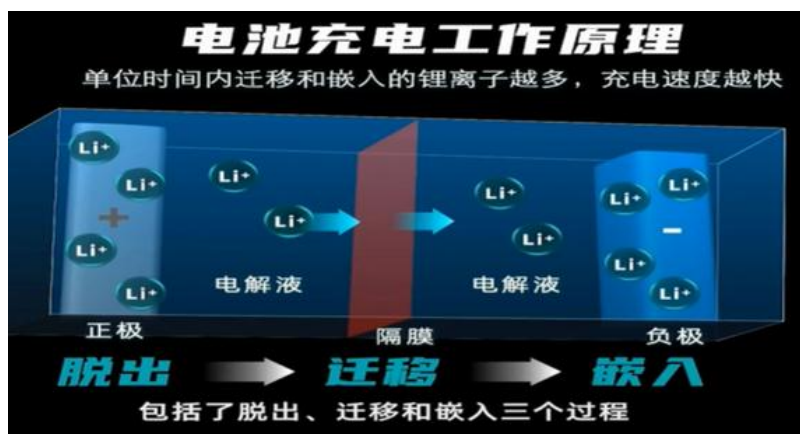 电池充电工作原理
单位时间内迁移和嵌入的锂离子越多，充电速度越快
Li+
Li+
Li+
Li+
Li+
Li+
Li+
Li+
Li+
Li+
Li+
Li+
+
-
电解液
电解液
正极
隔膜
负极
脱出 迁移 嵌入
包括了脱出、迁移和嵌入三个过程